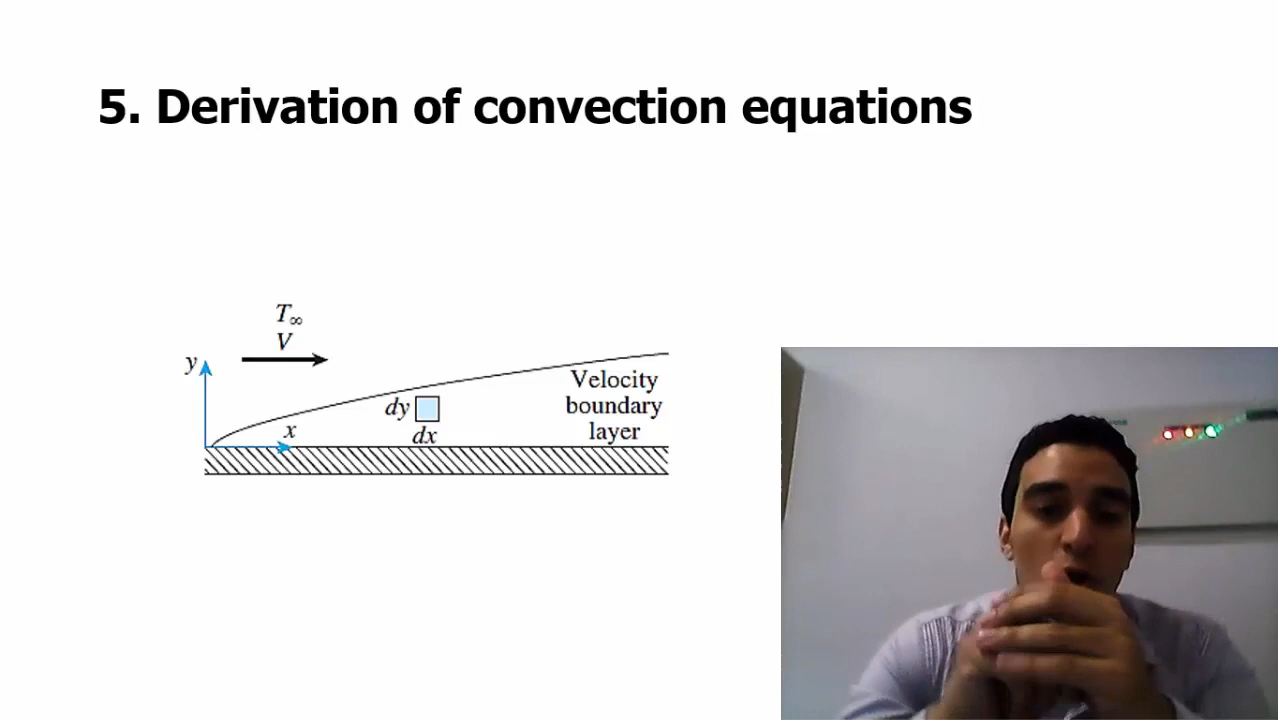 5. Derivation of convection equations
T∞
V
y
x
dy
dx
Velocity
boundary
layer